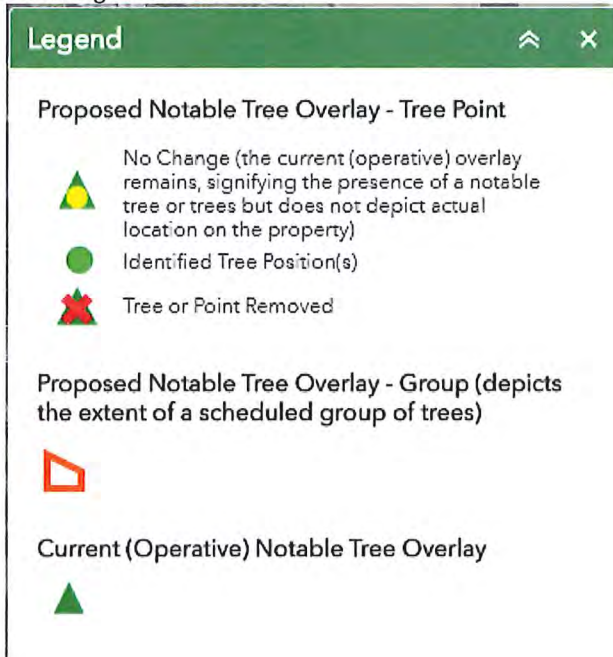 Legend
Proposed Notable Tree Overlay - Tree Point
No Change (the current (operative) overlay
remains, signifying the presence of a notable
tree or trees but does not depict actual
location on the property)
Identified Tree Position(s)
Tree or Point Removed
Proposed Notable Tree Overlay - Group (depicts
the extent of a scheduled group of trees)
Current (Operative) Notable Tree Overlay